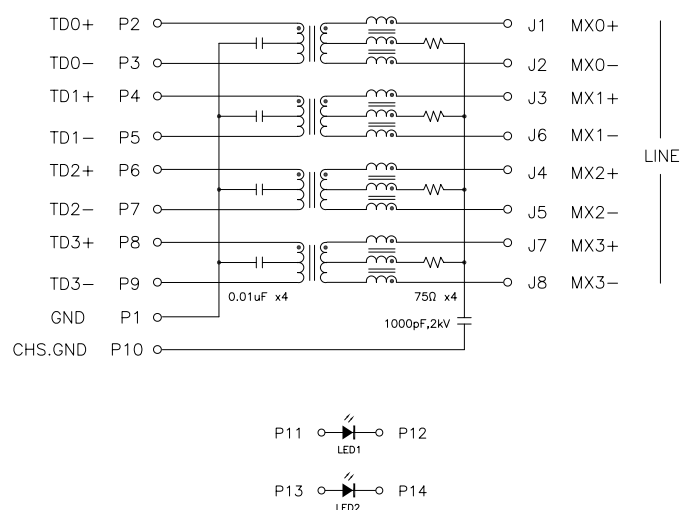 TD0+ P2 J1 MX0+
TD0− P3 J2 MX0−
TD1+ P4 J3 MX1+
TD1− P5 J6 MX1−
LINE
TD2+ P6 J4 MX2+
TD2− P7 J5 MX2−
TD3+ P8 J7 MX3+
TD3− P9 J8 MX3−
0.01uF x4 75Ω x4
GND P1
1000pF,2kV
CHS.GND P10
P11 P12
LED1
P13 P14
LED2